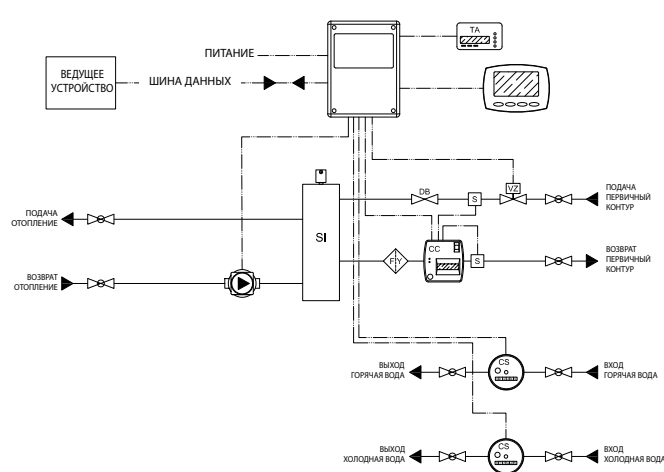 TA
ПИТАНИЕ
ВЕДУЩЕЕ
УСТРОЙСТВО
ШИНА ДАННЫХ
ПОДАЧА
ОТОПЛЕНИЕ
SI
DB
S
VZ
ПОДАЧА
ПЕРВИЧНЫЙ
КОНТУР
ВОЗВРАТ
ОТОПЛЕНИЕ
FY
CC
S
ВОЗВРАТ
ПЕРВИЧНЫЙ
КОНТУР
ВЫХОД
ГОРЯЧАЯ ВОДА
CS
ВХОД
ГОРЯЧАЯ ВОДА
ВЫХОД
ХОЛОДНАЯ ВОДА
CS
ВХОД
ХОЛОДНАЯ ВОДА